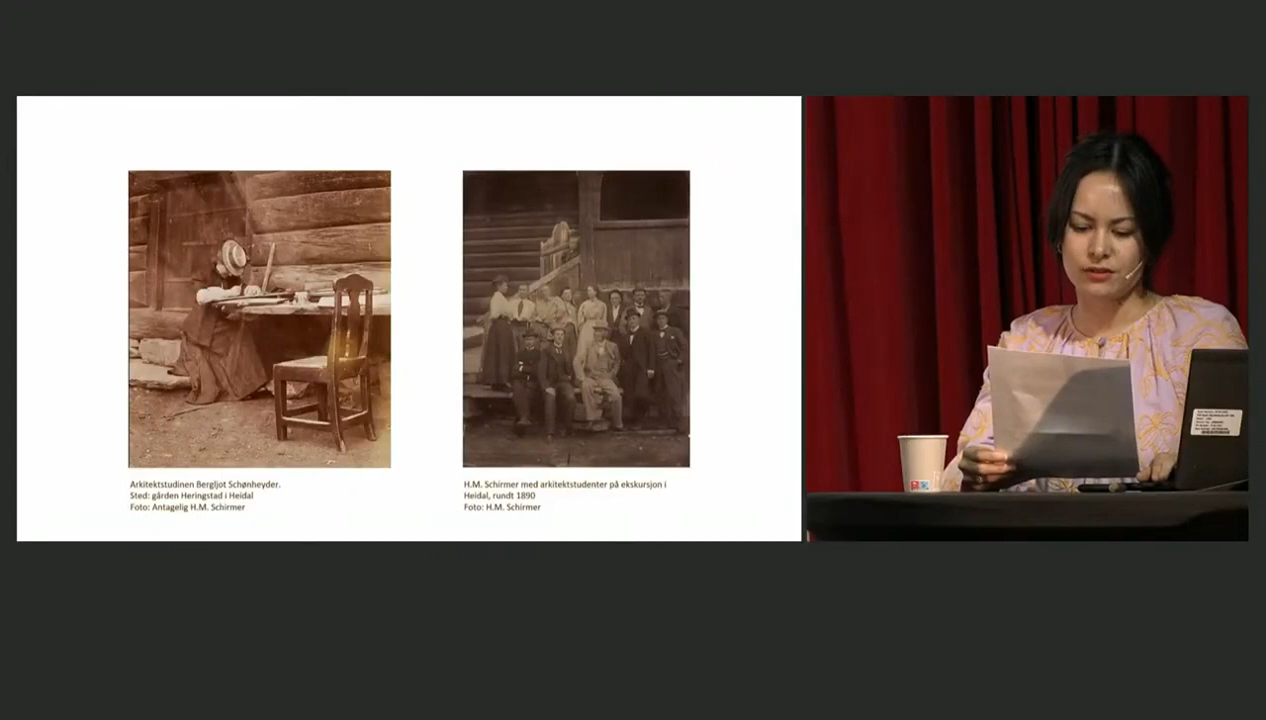 Arkitektstudinen Bergljot Schønheyder.
Sted: gården Heringstad i Heidal
Foto: Antagelig H.M. Schirmer
H.M. Schirmer med arkitektstudenter på ekskursjon i
Heidal, rundt 1890
Foto: H.M. Schirmer